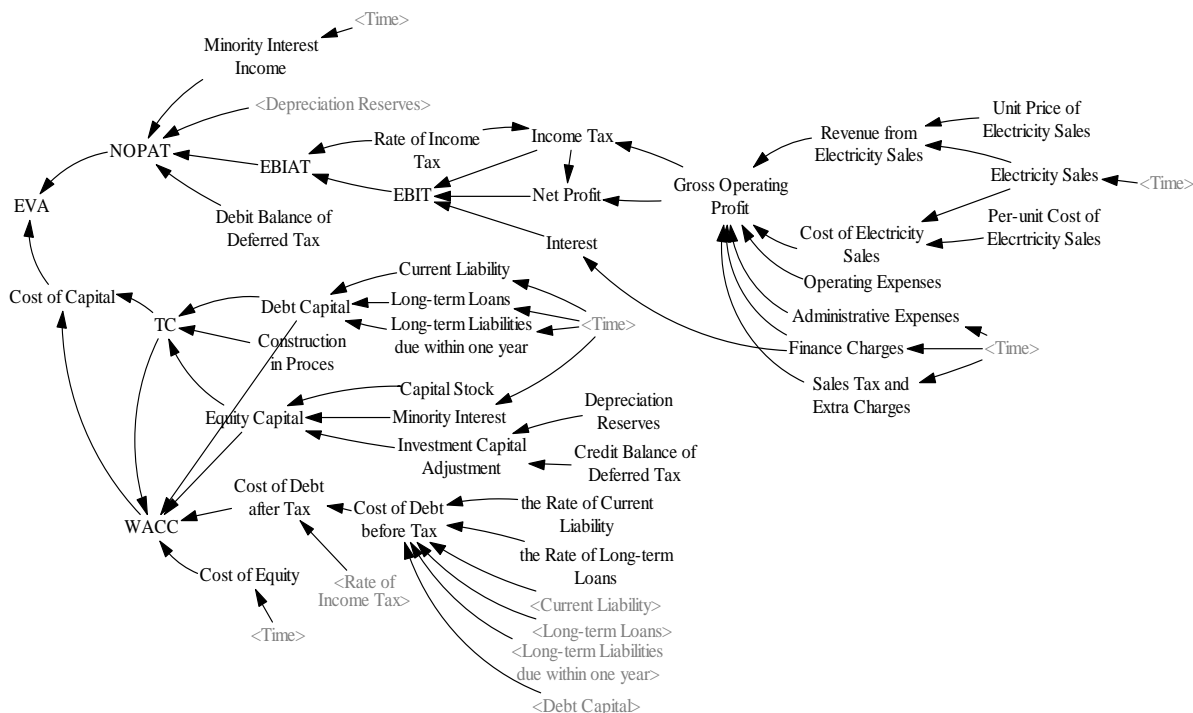 <Time>
Minority Interest
Income
<Depreciation Reserves>
NOPAT
EBIAT
Rate of Income
Tax
Income Tax
EBIT
Net Profit
Gross Operating
Profit
Revenue from
Electricity Sales
Unit Price of
Electricity Sales
Electricity Sales
<Time>
Per-unit Cost of
Elecrtricity Sales
Cost of Electricity
Sales
Operating Expenses
Administrative Expenses
Finance Charges
<Time>
Sales Tax and
Extra Charges
EVA
Debit Balance of
Deferred Tax
Interest
Cost of Capital
TC
Debt Capital
Current Liability
Long-term Loans
Long-term Liabilities
due within one year
<Time>
Construction
in Proces
Equity Capital
Capital Stock
Minority Interest
Investment Capital
Adjustment
Depreciation
Reserves
Credit Balance of
Deferred Tax
WACC
Cost of Debt
after Tax
Cost of Debt
before Tax
the Rate of Current
Liability
the Rate of Long-term
Loans
Cost of Equity
<Time>
<Rate of
Income Tax>
<Current Liability>
<Long-term Loans>
<Long-term Liabilities
due within one year>
<Debt Capital>